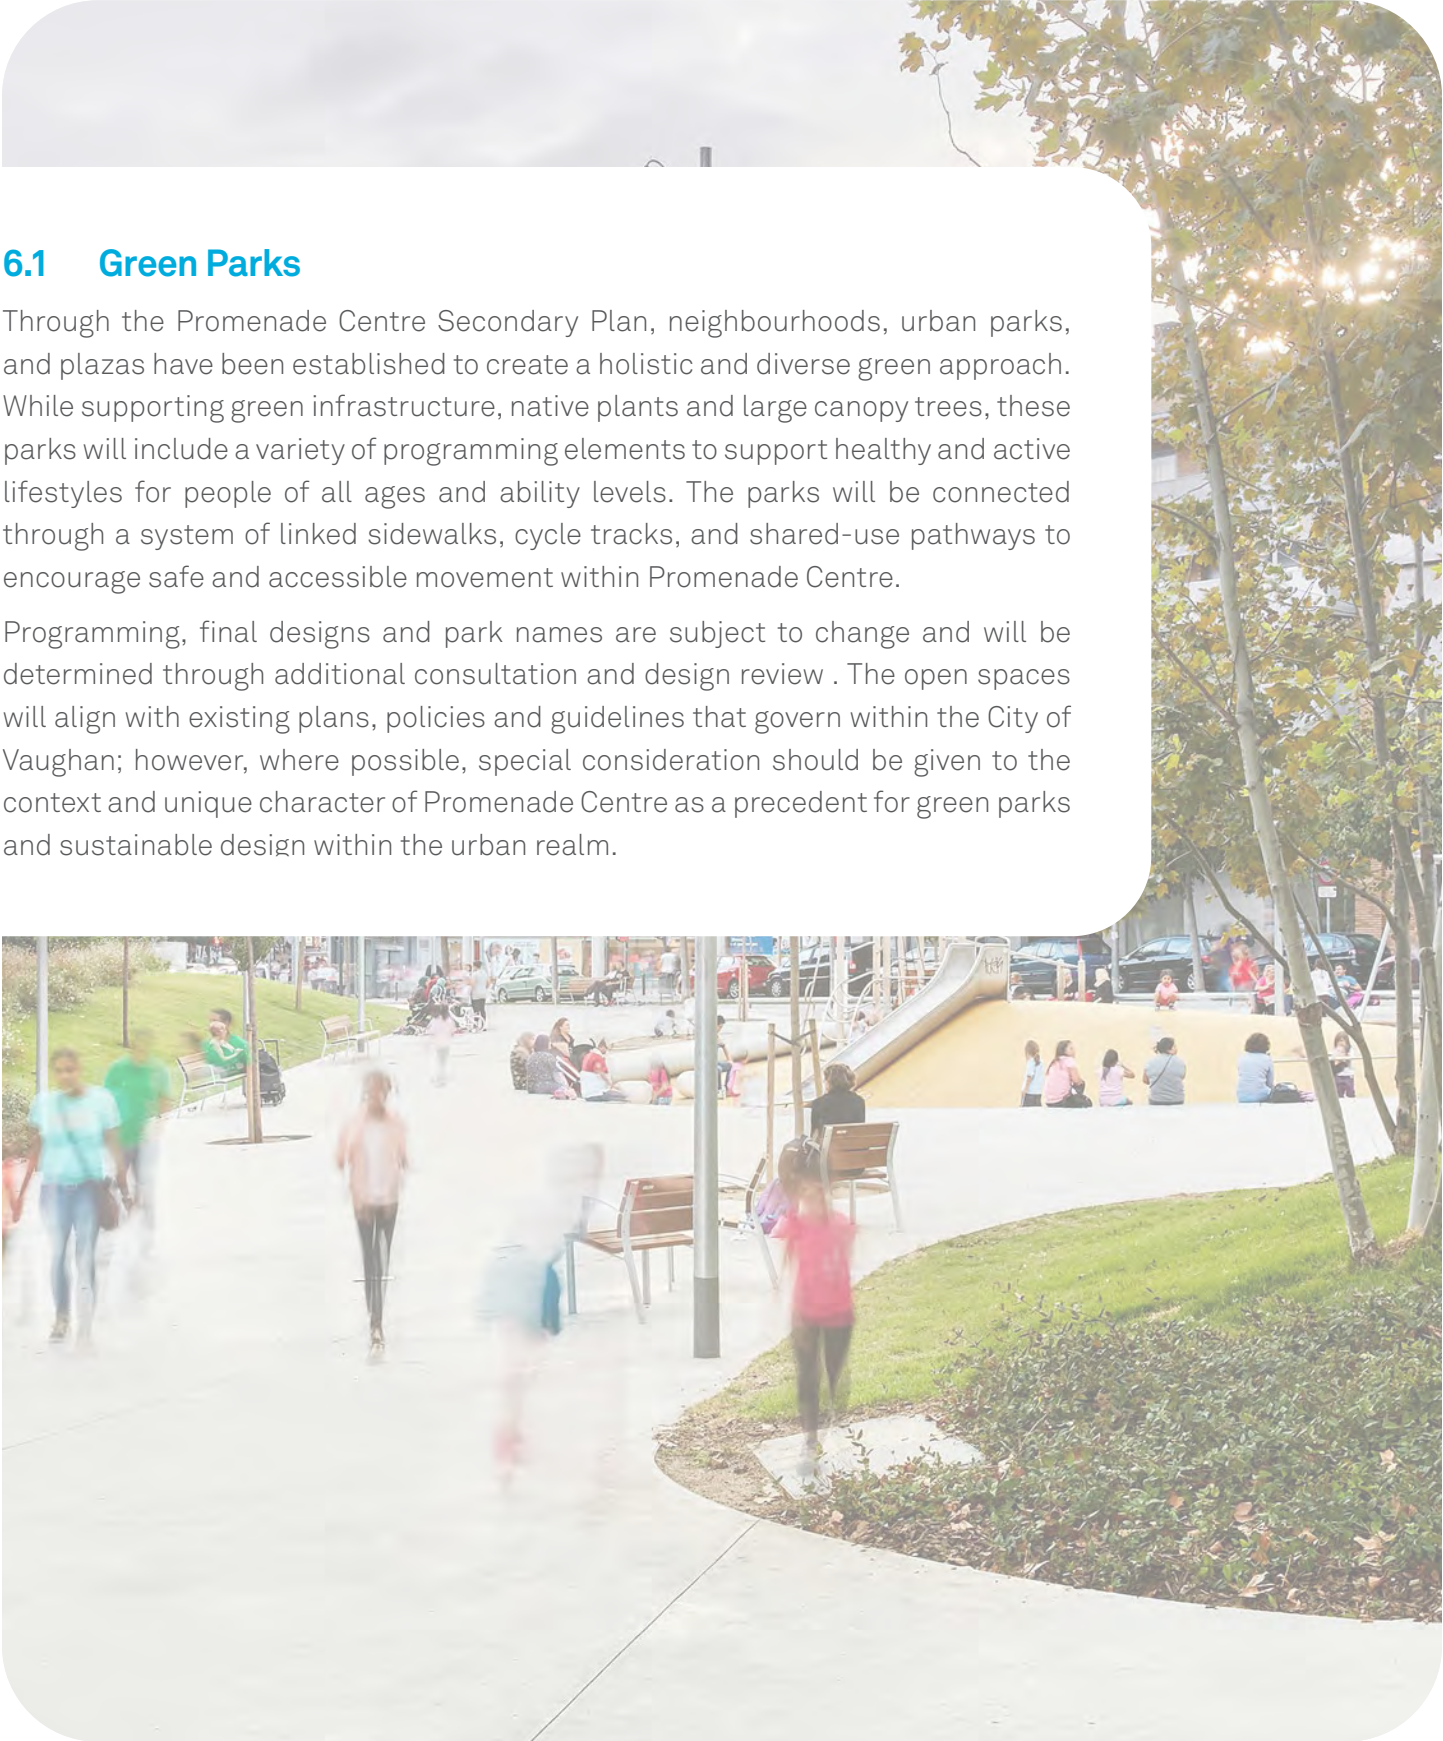 6.1 Green Parks
Through the Promenade Centre Secondary Plan, neighbourhoods, urban parks,
and plazas have been established to create a holistic and diverse green approach.
While supporting green infrastructure, native plants and large canopy trees, these
parks will include a variety of programming elements to support healthy and active
lifestyles for people of all ages and ability levels. The parks will be connected
through a system of linked sidewalks, cycle tracks, and shared-use pathways to
encourage safe and accessible movement within Promenade Centre.
Programming, final designs and park names are subject to change and will be
determined through additional consultation and design review . The open spaces
will align with existing plans, policies and guidelines that govern within the City of
Vaughan; however, where possible, special consideration should be given to the
context and unique character of Promenade Centre as a precedent for green parks
and sustainable design within the urban realm.